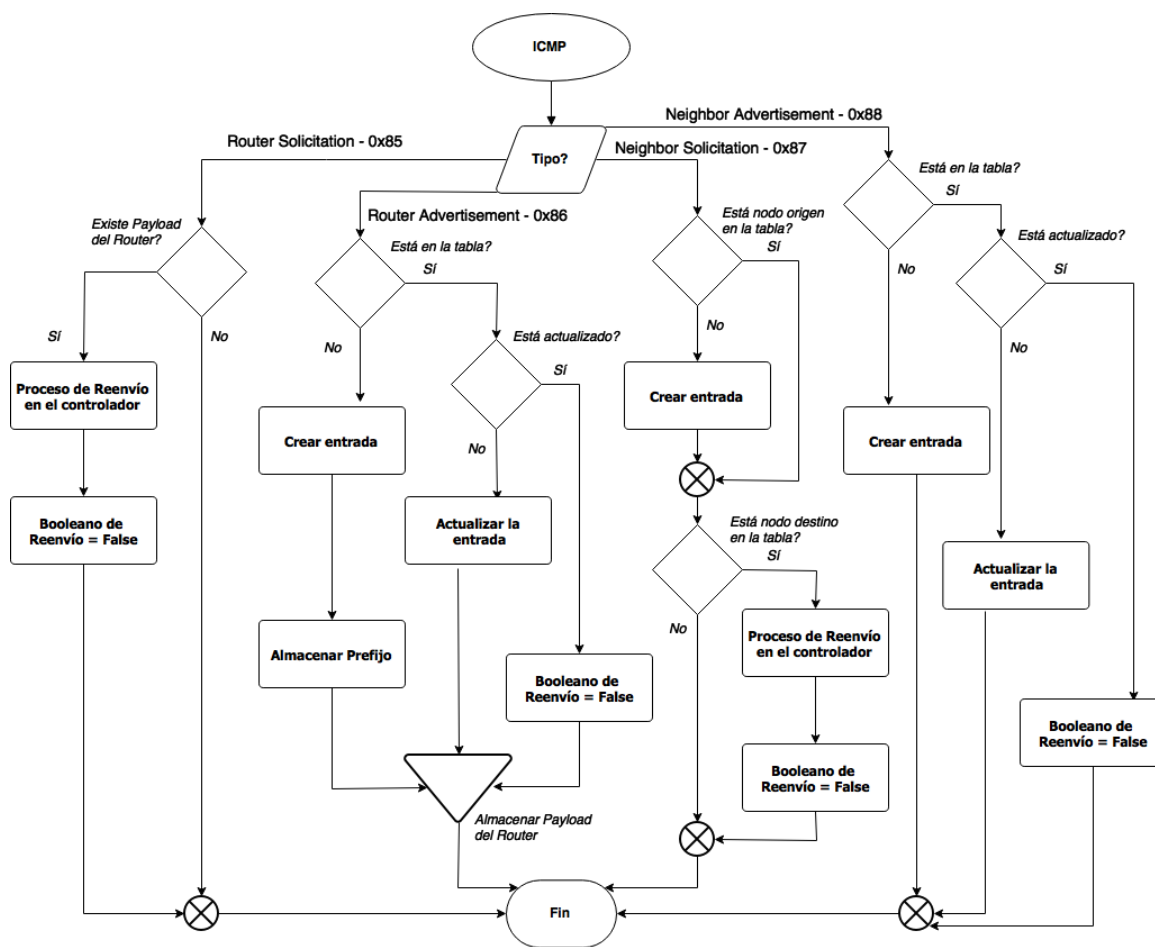 ICMP
Neighbor Advertisement - 0x88
Router Solicitation - 0x85
Tipo?
Neighbor Solicitation - 0x87
Está en la tabla?
Sí
Router Advertisement - 0x86
Existe Payload
del Router?
Está nodo origen
en la tabla?
Sí
Está en la tabla?
Sí
Está actualizado?
Sí
No
No
No
Sí
No
Está actualizado?
Sí
No
No
Proceso de Reenvío
en el controlador
Crear entrada
Crear entrada
Crear entrada
No
Booleano de
Reenvío = False
Actualizar la
entrada
Está nodo destino
en la tabla?
Sí
Actualizar la
entrada
No
Almacenar Prefijo
Proceso de Reenvío
en el controlador
Booleano de
Reenvío = False
Booleano de
Reenvío = False
Booleano de
Reenvío = False
Almacenar Payload
del Router
Fin